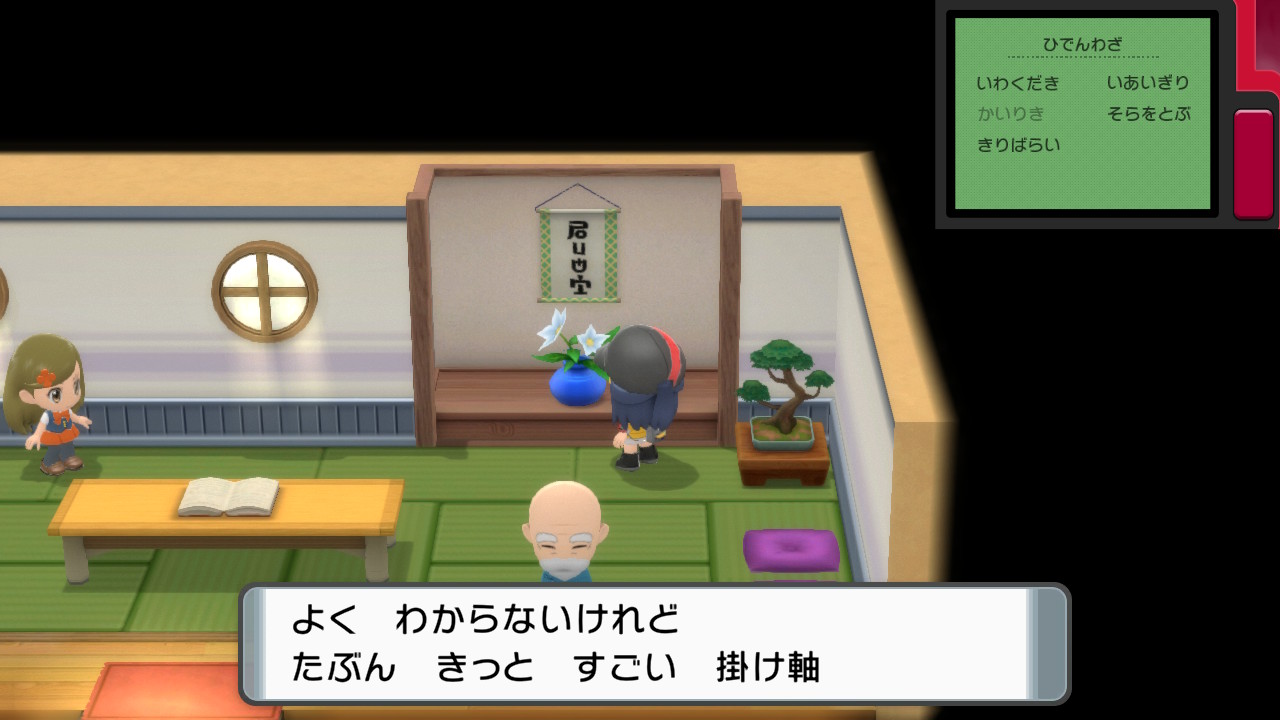 ひでんわざ
いわくだき　いあいぎり
かいりき　そらをとぶ
きりばらい
よく　わからないけれど
たぶん　きっと　すごい　掛け軸